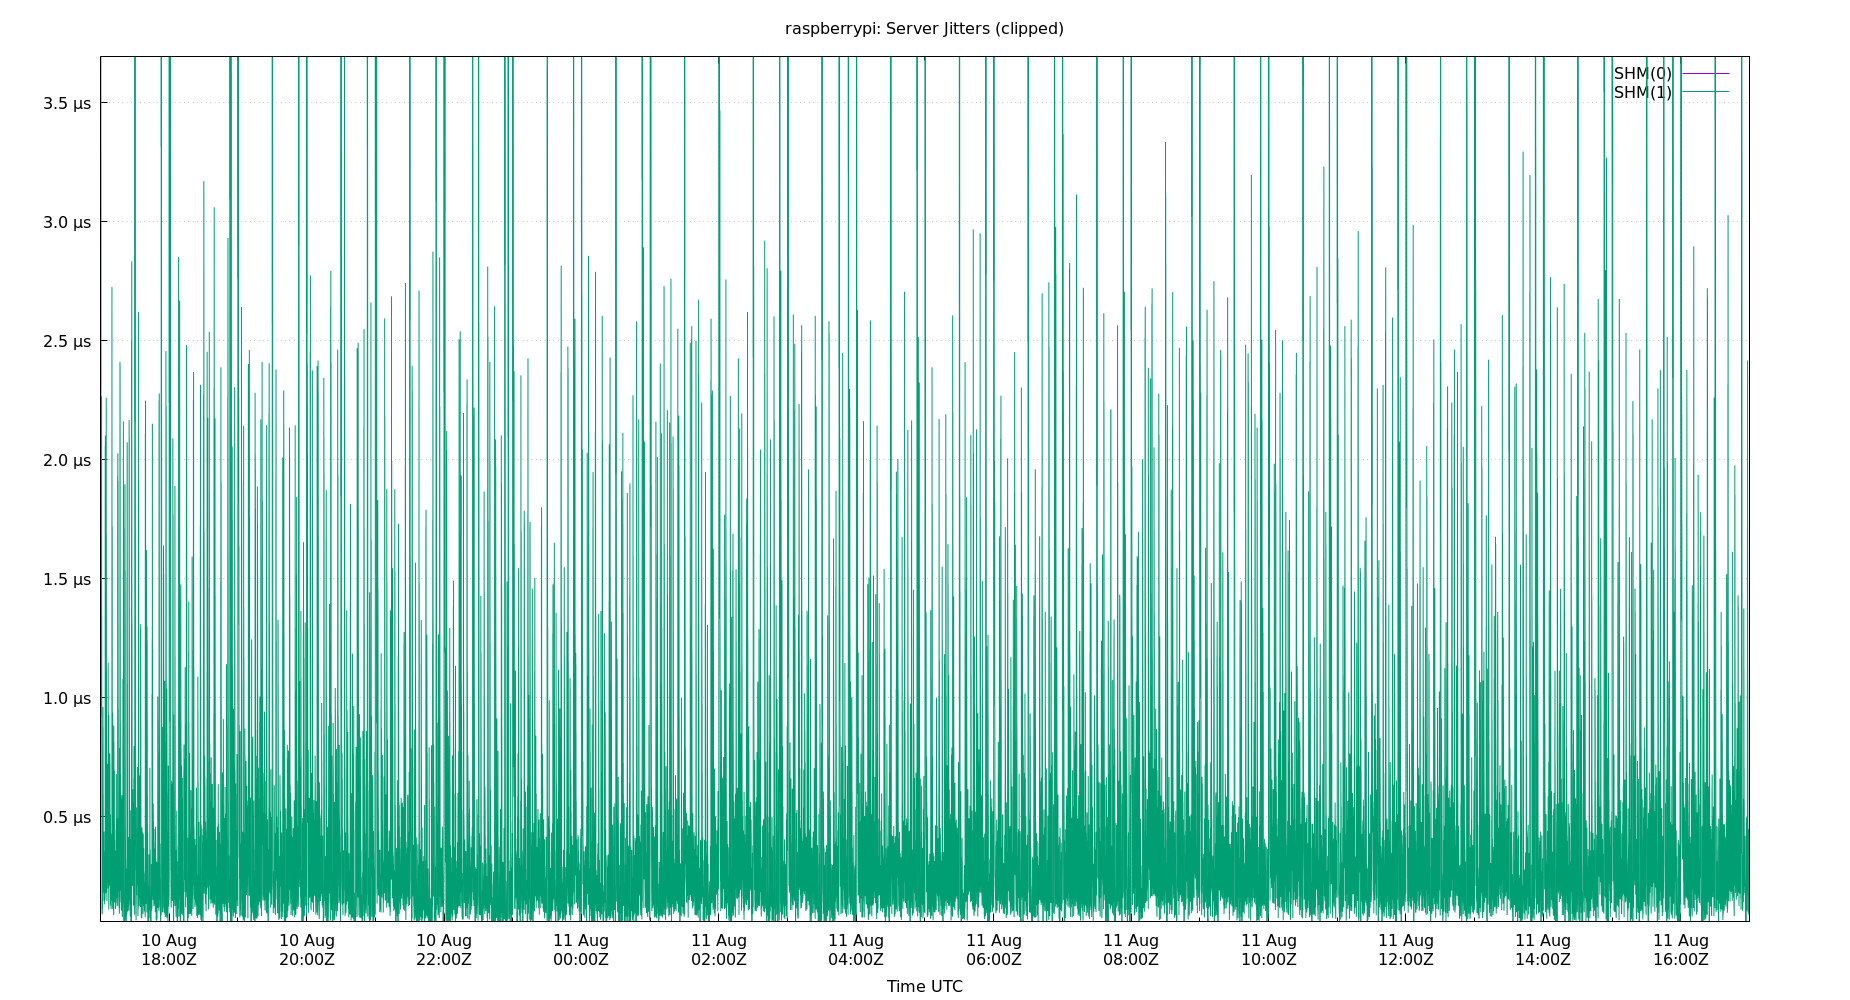 raspberrypi: Server Jitters (clipped)
SHM(0)
SHM(1)
3.5 μs
3.0 μs
2.5 μs
2.0 μs
1.5 μs
1.0 μs
0.5 μs
10 Aug 10 Aug 10 Aug 11 Aug 11 Aug 11 Aug 11 Aug 11 Aug 11 Aug 11 Aug 11 Aug 11 Aug
18:00Z 20:00Z 22:00Z 00:00Z 02:00Z 04:00Z 06:00Z 08:00Z 10:00Z 12:00Z 14:00Z 16:00Z
Time UTC